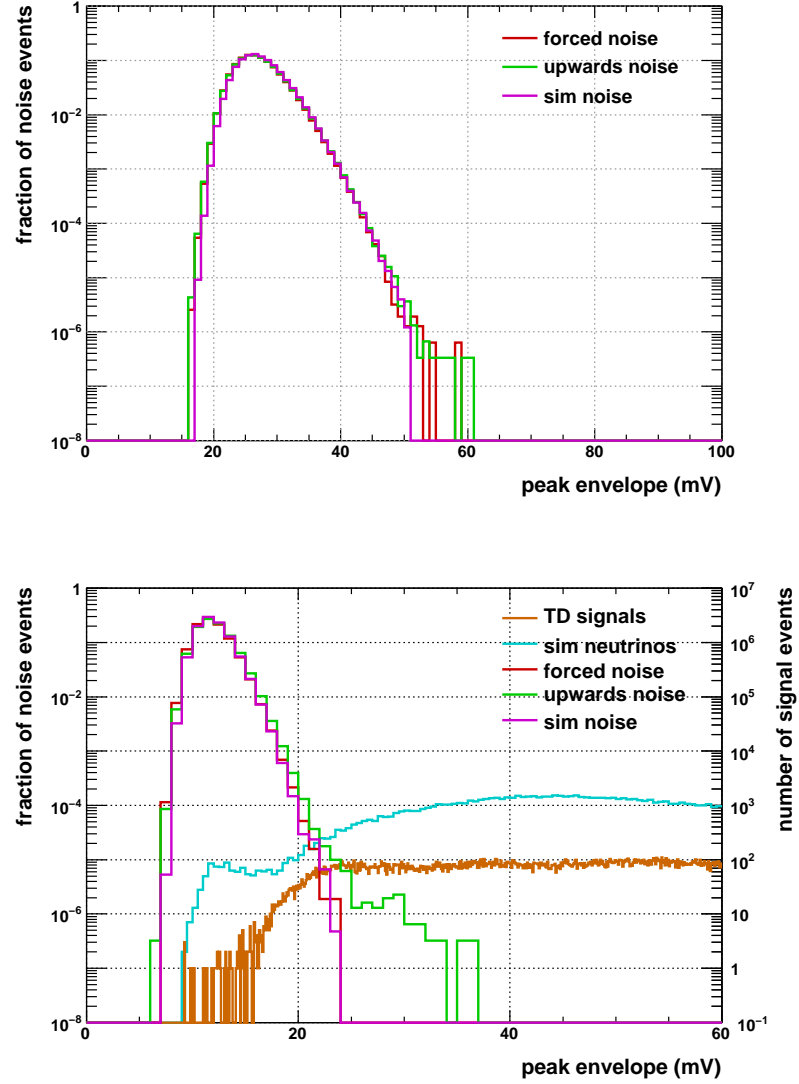 fraction of noise events
1
10⁻²
10⁻⁴
10⁻⁶
10⁻⁸
forced noise
upwards noise
sim noise
0 20 40 60 80 100
peak envelope (mV)
fraction of noise events
1
10⁻²
10⁻⁴
10⁻⁶
10⁻⁸
TD signals
sim neutrinos
forced noise
upwards noise
sim noise
10⁷
10⁶
10⁵
10⁴
10³
10²
10
1
10⁻¹
number of signal events
0 20 40 60
peak envelope (mV)